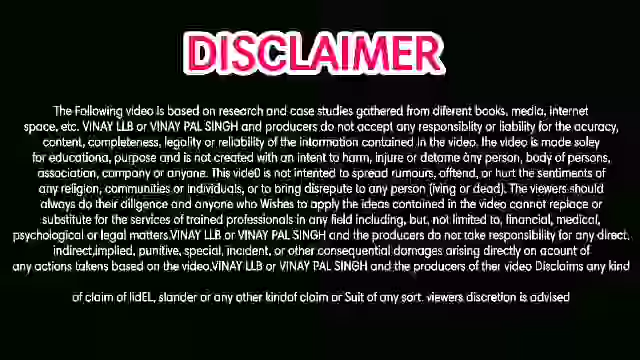 DISCLAIMER
The Following video is based on research and case studies gathered from diferent books, media, internet
space, etc. VINAY LLB or VINAY PAL SINGH and producers do not accept any responsiblity or liability for the acuracy,
content, completeness, legality or reliability of the intormation contained in the video. the video is made soley
for educationa, purpose and is not created with an intent to harm, injure or detame any person, body of persons,
association, company or anyone. This vide0 is not intented to spread rumours, offtend, or hurt the sentiments of
any religion, communities or individuals, or to bring disrepute to any person (iving or dead). The viewers should
always do their diligence and anyone who Wishes to apply the ideas contained in the video cannot replace or
substitute for the services of trained professionals in any field including, but, not limited to, financial, medical,
psychological or legal matters.VINAY LLB or VINAY PAL SINGH and the producers do not take responsibility for any direct,
indirect,implied, punitive, special, incident, or other consequential damages arising directly on acount of
any actions takens based on the video.VINAY LLB or VINAY PAL SINGH and the producers of ther video Disclaims any kind
of claim of lidEL, slander or any other kindof claim or Suit of any sort. viewers discretion is advised